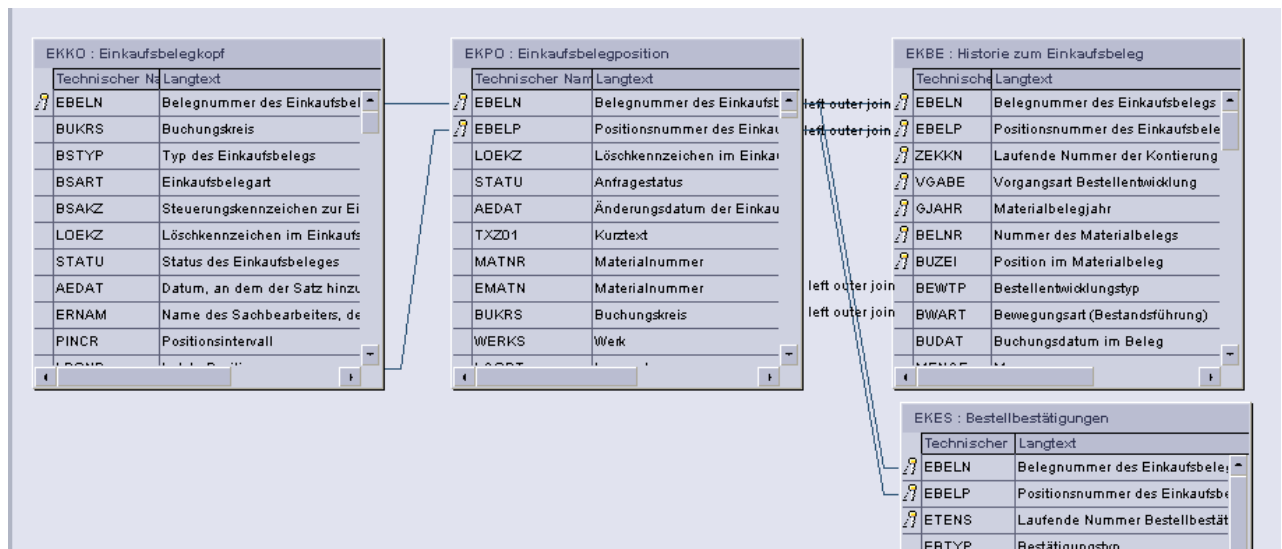 EKKO : Einkaufsbelegkopf
Technischer Na Langtext
EBELN Belegnummer des Einkaufsbel
BUKRS Buchungskreis
BSTYP Typ des Einkaufsbelegs
BSART Einkaufsbelegart
BSAKZ Steuerungskennzeichen zur Ei
LOEKZ Löschkennzeichen im Einkaufs
STATU Status des Einkaufsbeleges
AEDAT Datum, an dem der Satz hinzu
ERNAM Name des Sachbearbeiters, de
PINCR Positionsintervall
EKPO : Einkaufsbelegposition
Technischer Nam Langtext
EBELN Belegnummer des Einkaufst
EBELP Positionsnummer des Einkau
LOEKZ Löschkennzeichen im Einkau
STATU Anfragestatus
AEDAT Änderungsdatum der Einkau
TXZ01 Kurztext
MATNR Materialnummer
EMATN Materialnummer
BUKRS Buchungskreis
WERKS Werk
left outer join
left outer join
left outer join
left outer join
EKBE : Historie zum Einkaufsbeleg
Technische Langtext
EBELN Belegnummer des Einkaufsbelegs
EBELP Positionsnummer des Einkaufsbele
ZEKKN Laufende Nummer der Kontierung
VGABE Vorgangsart Bestellentwicklung
GJAHR Materialbelegjahr
BELNR Nummer des Materialbelegs
BUZEI Position im Materialbeleg
BEWTP Bestellentwicklungstyp
BWART Bewegungsart (Bestandsführung)
BUDAT Buchungsdatum im Beleg
EKES : Bestellbestätigungen
Technischer Langtext
EBELN Belegnummer des Einkaufsbele
EBELP Positionsnummer des Einkaufsbe
ETENS Laufende Nummer Bestellbestät
EBTYP Bestätigungstyp